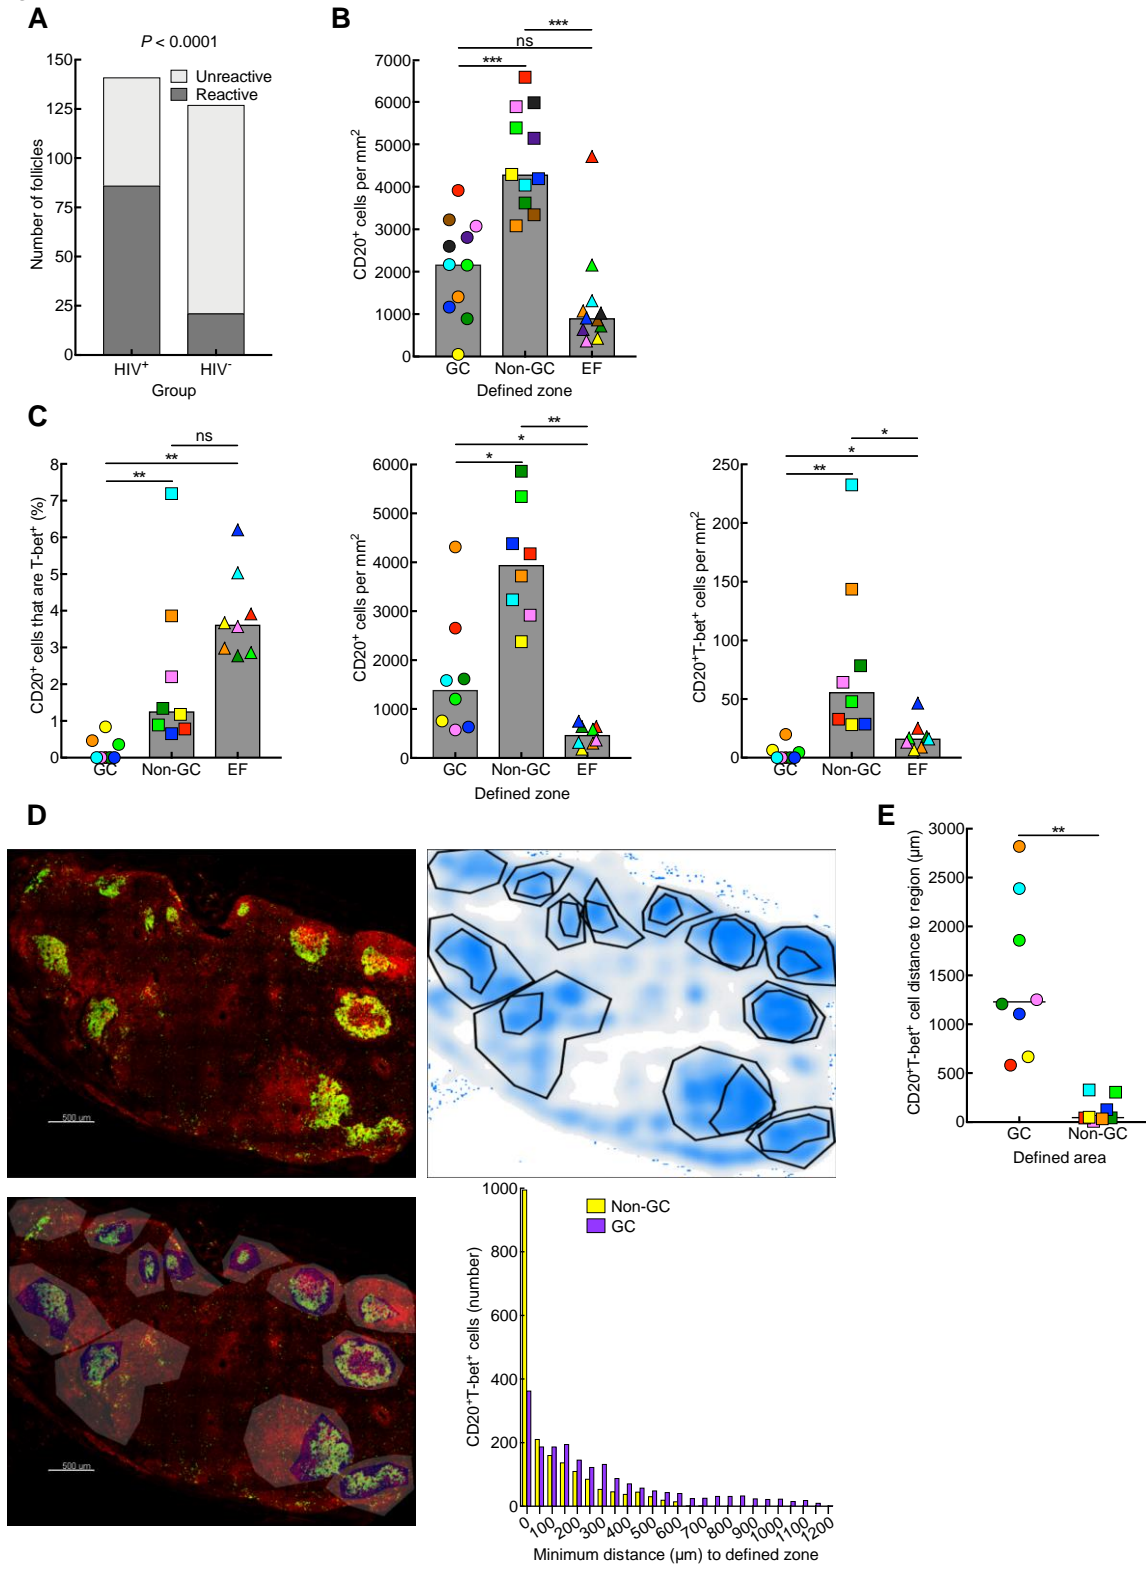 A
P < 0.0001
Unreactive
Reactive
Number of follicles
150
125
100
75
50
25
0
HIV+
HIV-
Group
B
***
ns
***
CD20+ cells per mm2
7000
6000
5000
4000
3000
2000
1000
0
GC
Non-GC
EF
Defined zone
C
ns
**
**
CD20+ cells that are T-bet+ (%)
8
7
6
5
4
3
2
1
0
GC
Non-GC
EF
**
*
*
CD20+ cells per mm2
6000
5000
4000
3000
2000
1000
0
GC
Non-GC
EF
Defined zone
*
*
**
CD20+T-bet+ cells per mm2
250
200
150
100
50
0
GC
Non-GC
EF
D
500 µm
500 µm
Non-GC
GC
CD20+T-bet+ cells (number)
1000
800
600
400
200
0
0
100
200
300
400
500
600
700
800
900
1000
1100
1200
Minimum distance (µm) to defined zone
E
**
CD20+T-bet+ cell distance to region (µm)
3000
2500
2000
1500
1000
500
0
GC
Non-GC
Defined area